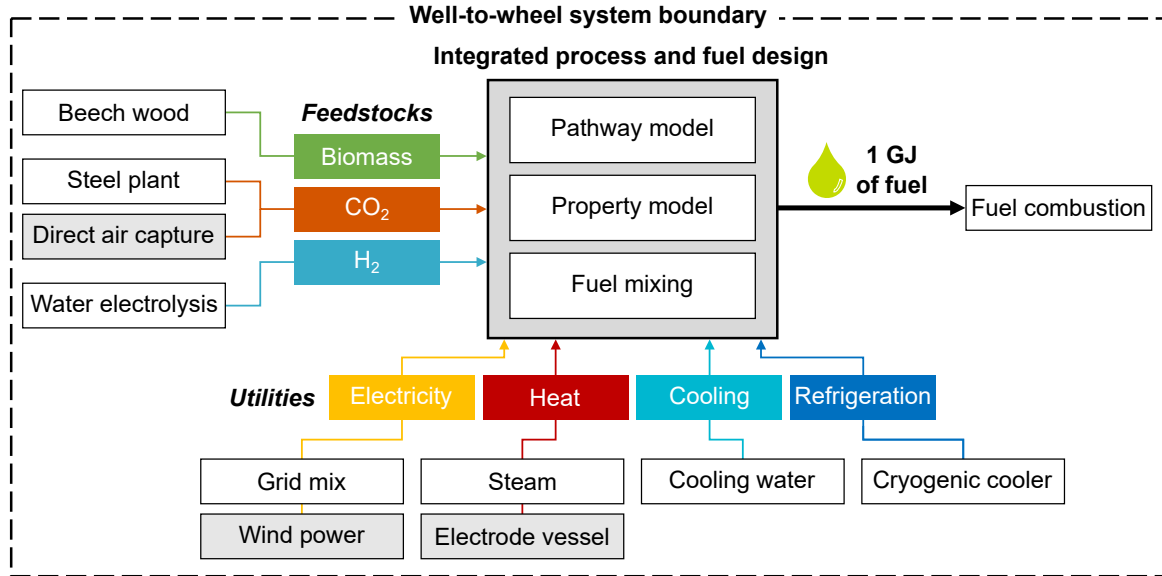 Well-to-wheel system boundary
Integrated process and fuel design
Feedstocks
Beech wood
Steel plant
Direct air capture
Water electrolysis
Biomass
CO₂
H₂
Pathway model
Property model
Fuel mixing
1 GJ
of fuel
Fuel combustion
Utilities
Electricity
Heat
Cooling
Refrigeration
Grid mix
Wind power
Steam
Electrode vessel
Cooling water
Cryogenic cooler